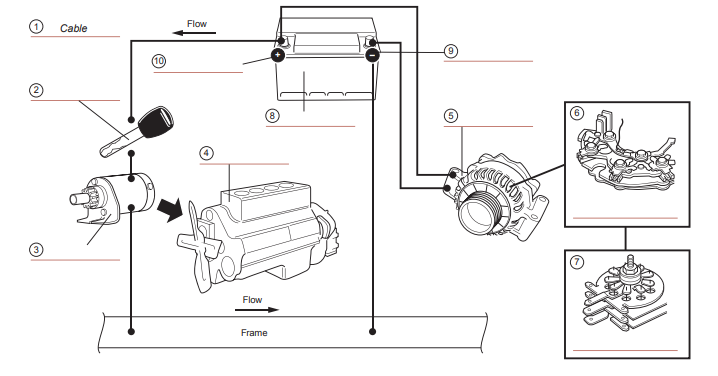 ① Cable
Flow
⑩
+
−
⑨
②
⑧
⑤
⑥
④
③
⑦
Flow
Frame